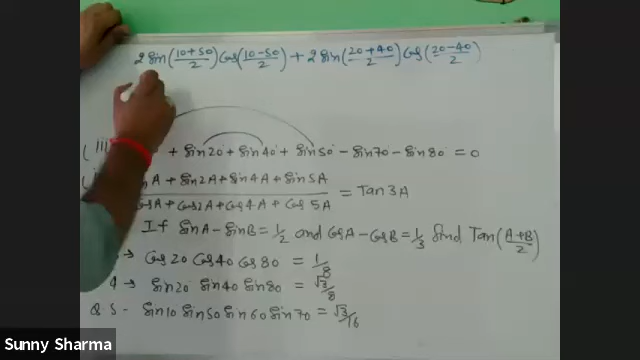 2 Sin(10+50/2) Cos(10-50/2) + 2 Sin(20+40/2) Cos(20-40/2)
(iii) + Sin20 + Sin40 + Sin50 - Sin70 - Sin80 = 0
A + Sin2A + Sin4A + Sin5A / CosA + Cos2A + Cos4A + Cos5A = Tan3A
If SinA - SinB = 1/2 and CosA - CosB = 1/3 find Tan(A+B/2)
Cos20 Cos40 Cos80 = 1/8
Sin20 Sin40 Sin80 = √3/8
Q.5- Sin10 Sin50 Sin60 Sin70 = √3/16
Sunny Sharma